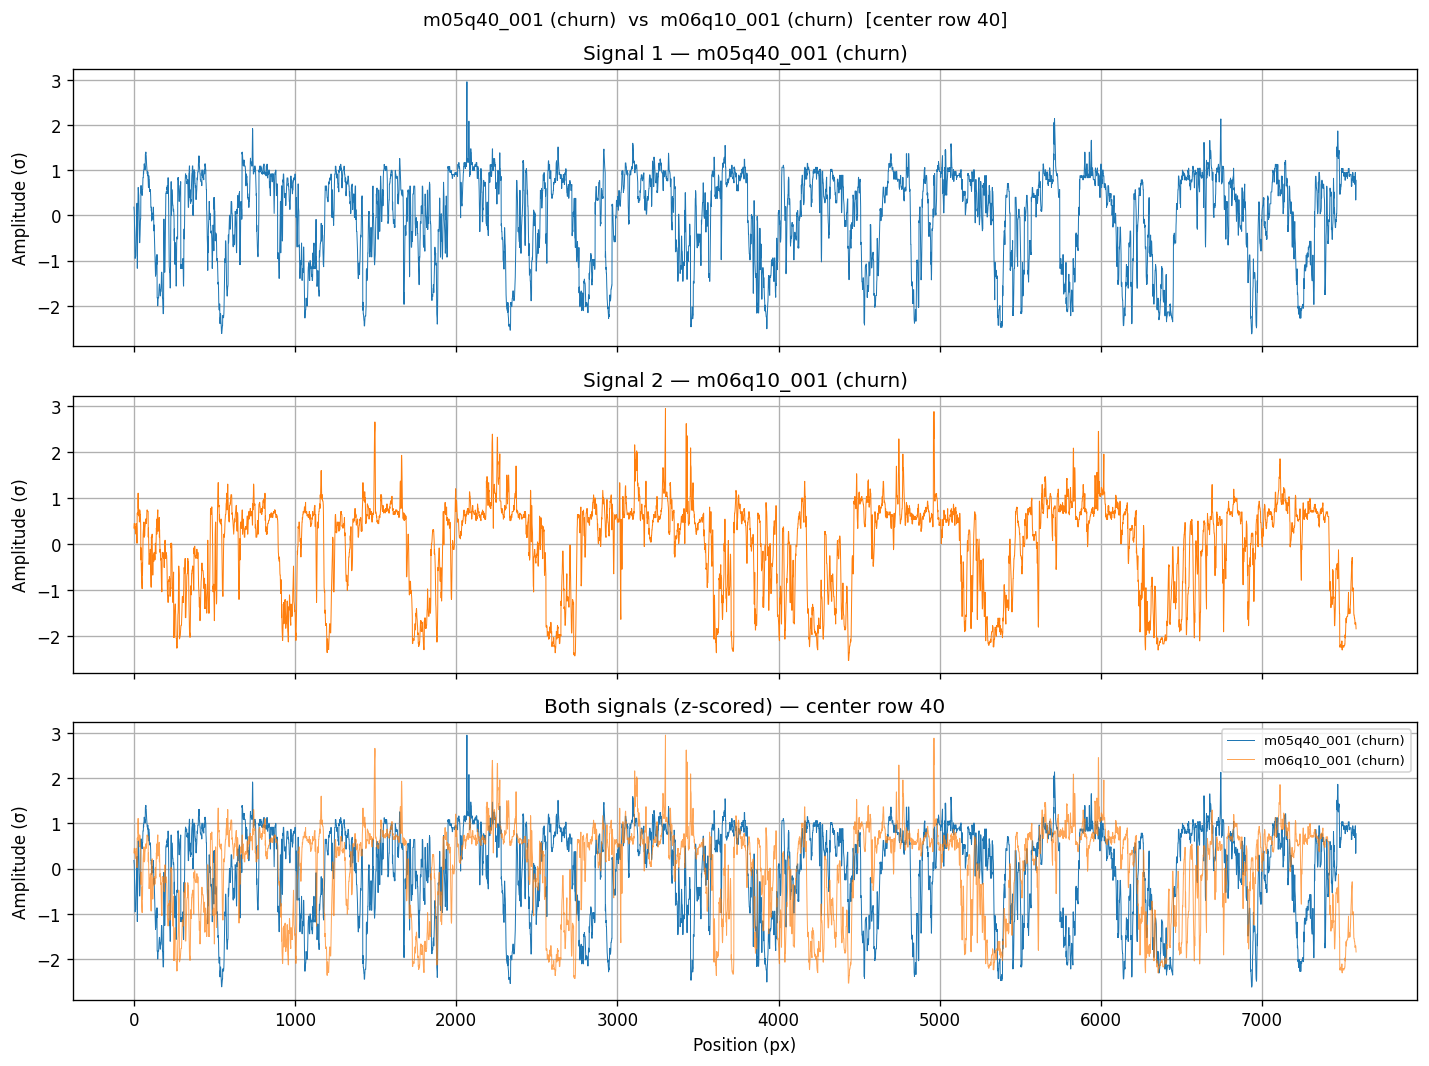 m05q40_001 (churn)  vs  m06q10_001 (churn)  [center row 40]
Signal 1 — m05q40_001 (churn)
Amplitude (σ)
3
2
1
0
−1
−2
Signal 2 — m06q10_001 (churn)
Amplitude (σ)
3
2
1
0
−1
−2
Both signals (z-scored) — center row 40
Amplitude (σ)
3
2
1
0
−1
−2
m05q40_001 (churn)
m06q10_001 (churn)
0 1000 2000 3000 4000 5000 6000 7000
Position (px)